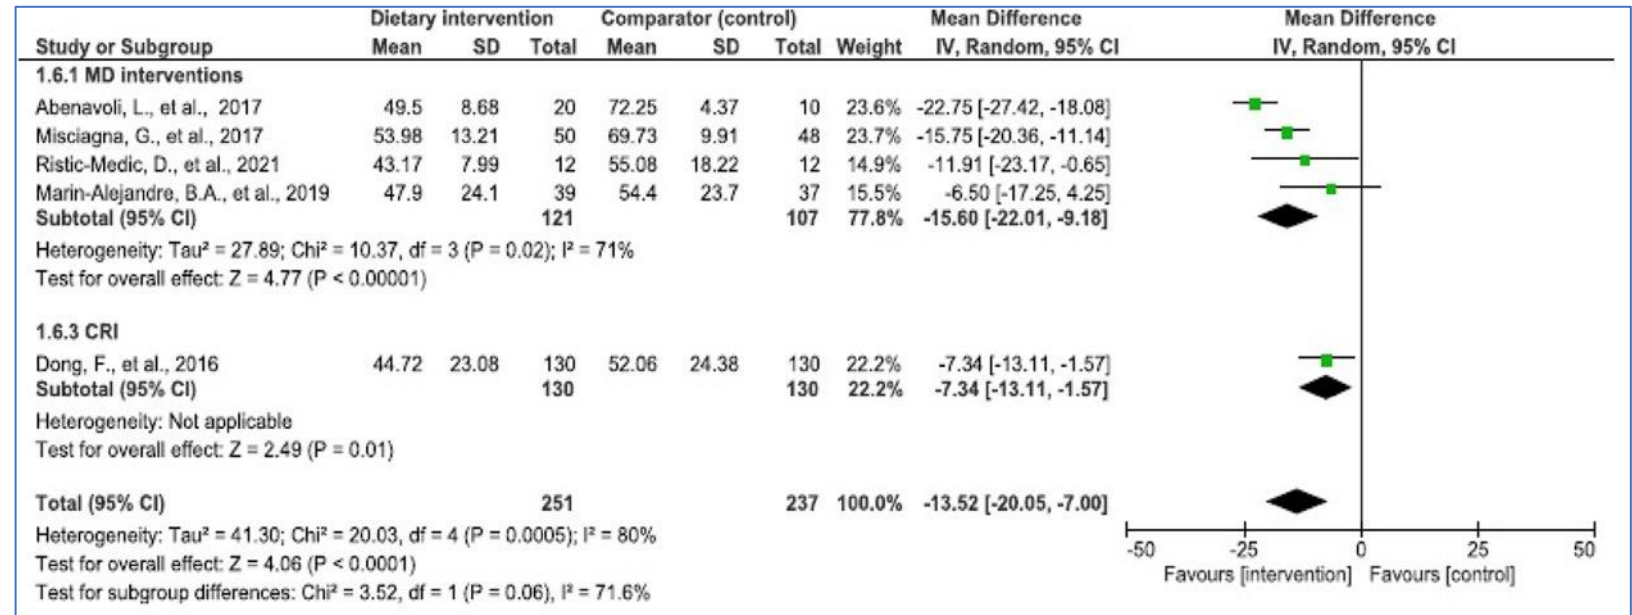 Dietary intervention Comparator (control) Mean Difference Mean Difference
Study or Subgroup Mean SD Total Mean SD Total Weight IV, Random, 95% CI IV, Random, 95% CI
1.6.1 MD interventions
Abenavoli, L., et al., 2017 49.5 8.68 20 72.25 4.37 10 23.6% -22.75 [-27.42, -18.08]
Misciagna, G., et al., 2017 53.98 13.21 50 69.73 9.91 48 23.7% -15.75 [-20.36, -11.14]
Ristic-Medic, D., et al., 2021 43.17 7.99 12 55.08 18.22 12 14.9% -11.91 [-23.17, -0.65]
Marin-Alejandre, B.A., et al., 2019 47.9 24.1 39 54.4 23.7 37 15.5% -6.50 [-17.25, 4.25]
Subtotal (95% CI) 121 107 77.8% -15.60 [-22.01, -9.18]
Heterogeneity: Tau² = 27.89; Chi² = 10.37, df = 3 (P = 0.02); I² = 71%
Test for overall effect: Z = 4.77 (P < 0.00001)
1.6.3 CRI
Dong, F., et al., 2016 44.72 23.08 130 52.06 24.38 130 22.2% -7.34 [-13.11, -1.57]
Subtotal (95% CI) 130 130 22.2% -7.34 [-13.11, -1.57]
Heterogeneity: Not applicable
Test for overall effect: Z = 2.49 (P = 0.01)
Total (95% CI) 251 237 100.0% -13.52 [-20.05, -7.00]
Heterogeneity: Tau² = 41.30; Chi² = 20.03, df = 4 (P = 0.0005); I² = 80%
Test for overall effect: Z = 4.06 (P < 0.0001)
Test for subgroup differences: Chi² = 3.52, df = 1 (P = 0.06), I² = 71.6%
-50 -25 0 25 50
Favours [intervention] Favours [control]